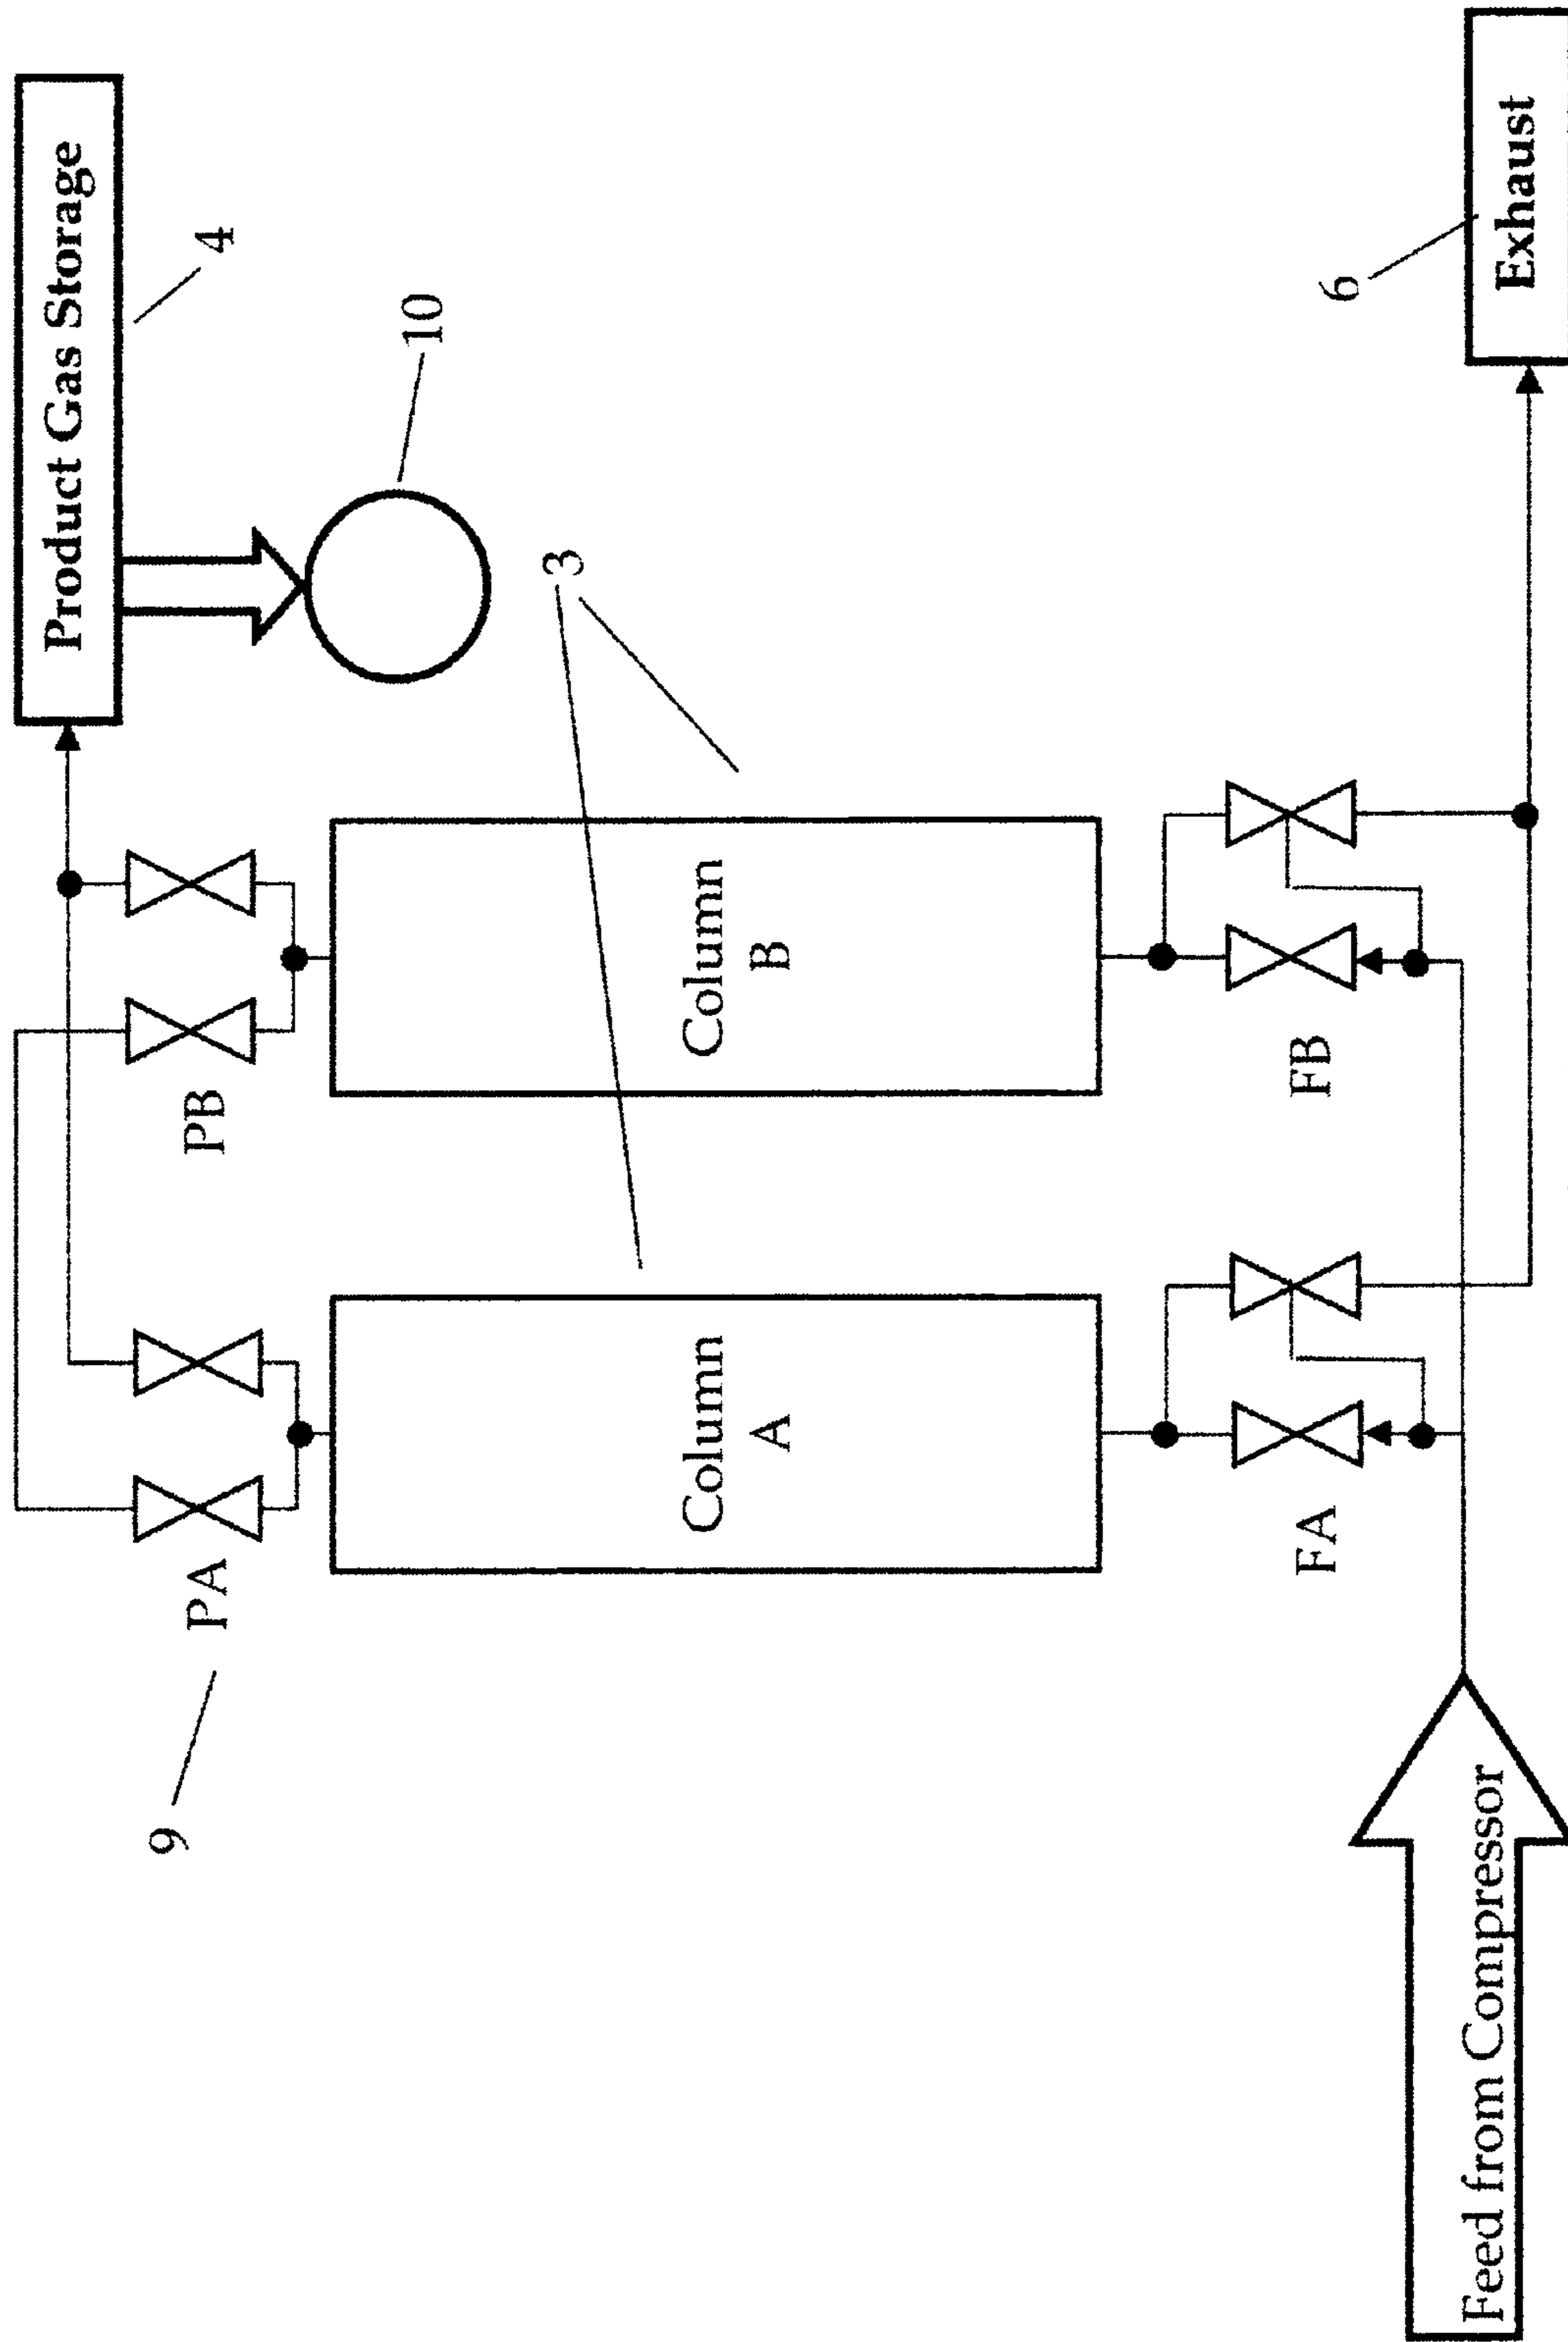 Product Gas Storage
4
10
3
9
PA
PB
Column
A
Column
B
FA
FB
6
Exhaust
Feed from Compressor